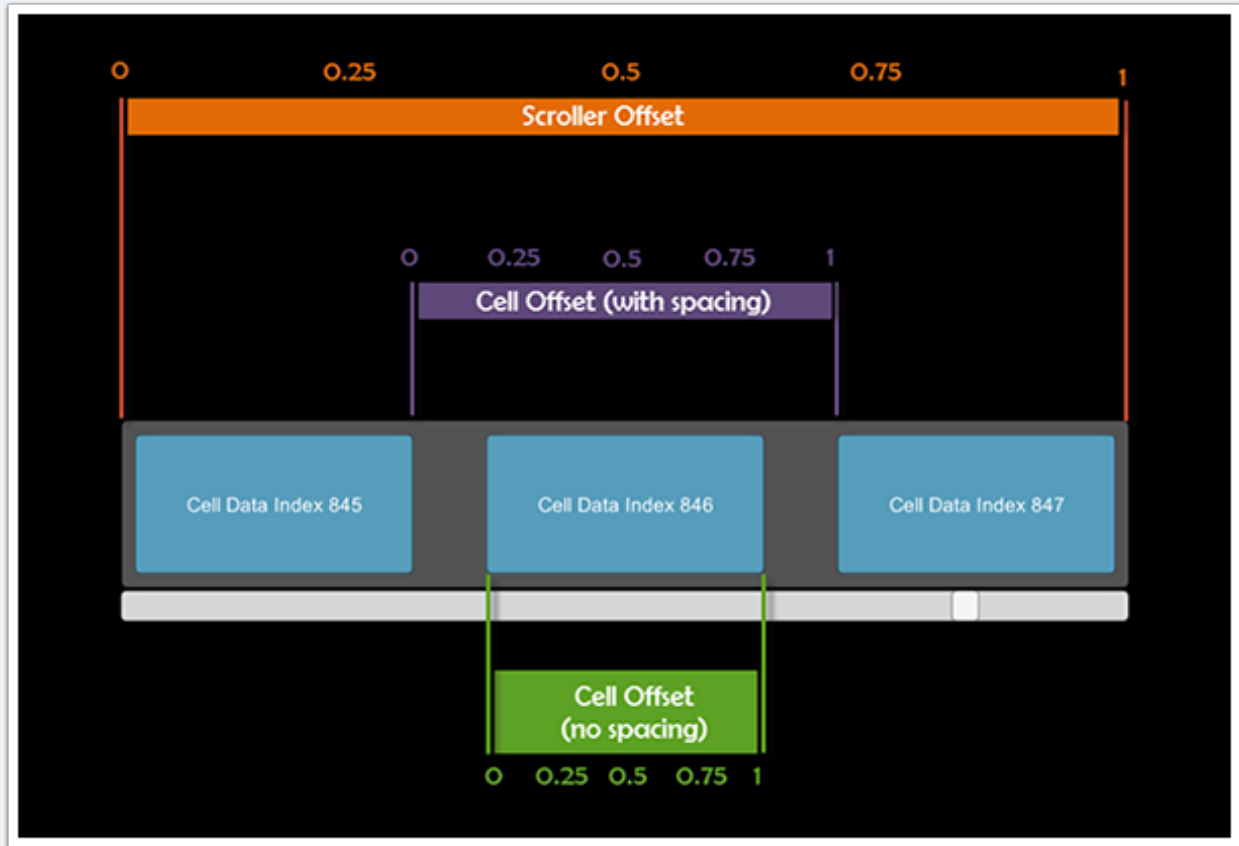 0 0.25 0.5 0.75 1
Scroller Offset
0 0.25 0.5 0.75 1
Cell Offset (with spacing)
Cell Data Index 845 Cell Data Index 846 Cell Data Index 847
Cell Offset
(no spacing)
0 0.25 0.5 0.75 1